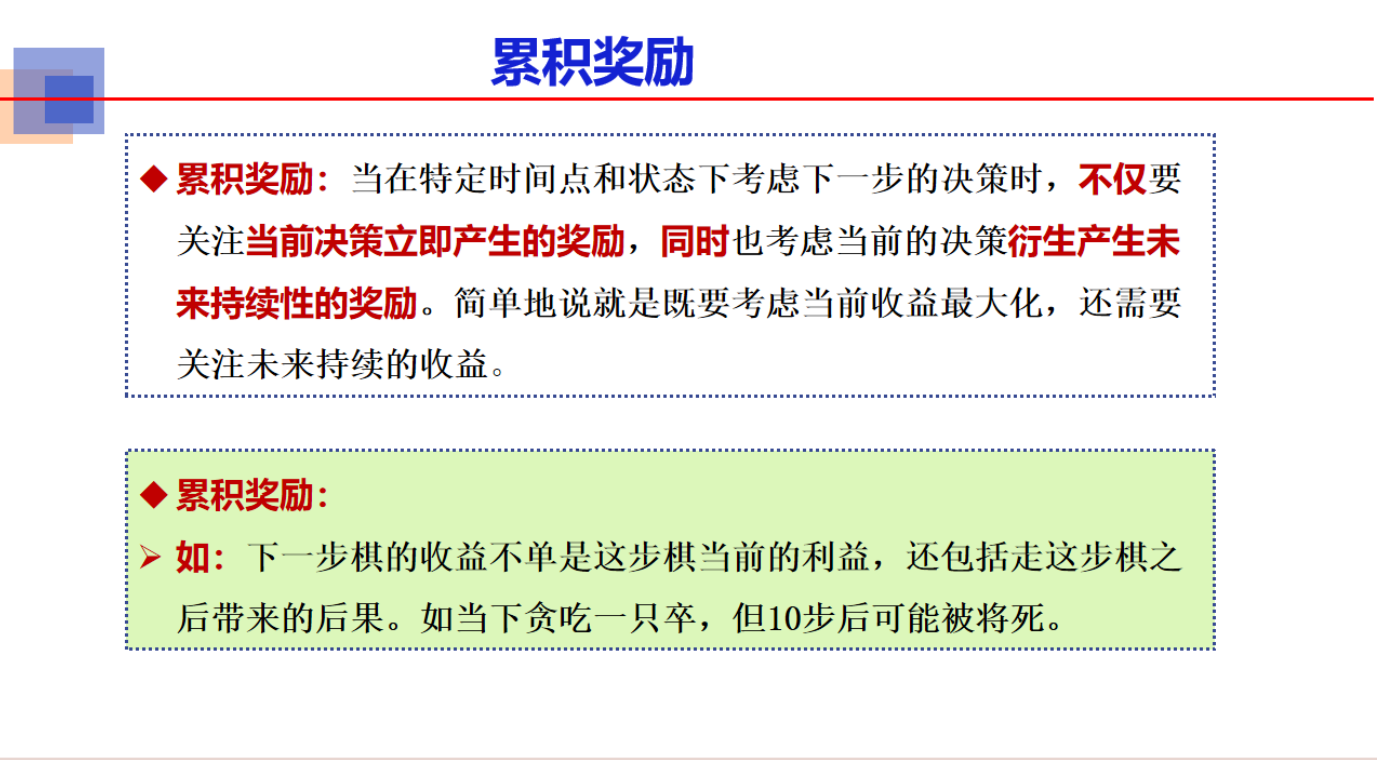 累积奖励
累积奖励：当在特定时间点和状态下考虑下一步的决策时，不仅要
关注当前决策立即产生的奖励，同时也考虑当前的决策衍生产生未
来持续性的奖励。简单地说就是既要考虑当前收益最大化，还需要
关注未来持续的收益。
累积奖励：
如：下一步棋的收益不单是这步棋当前的利益，还包括走这步棋之
后带来的后果。如当下贪吃一只卒，但10步后可能被将死。